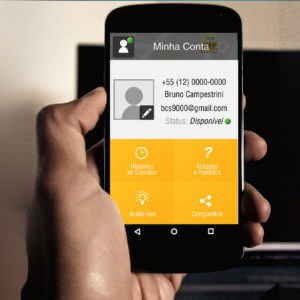 Minha Conta
+55 (12) 0000-0000
Bruno Campestrini
bcs9000@gmail.com
Status: Disponível
Histórico
de Corridas
?
Achados
e Perdidos
Avalie-nos
Compartilhe